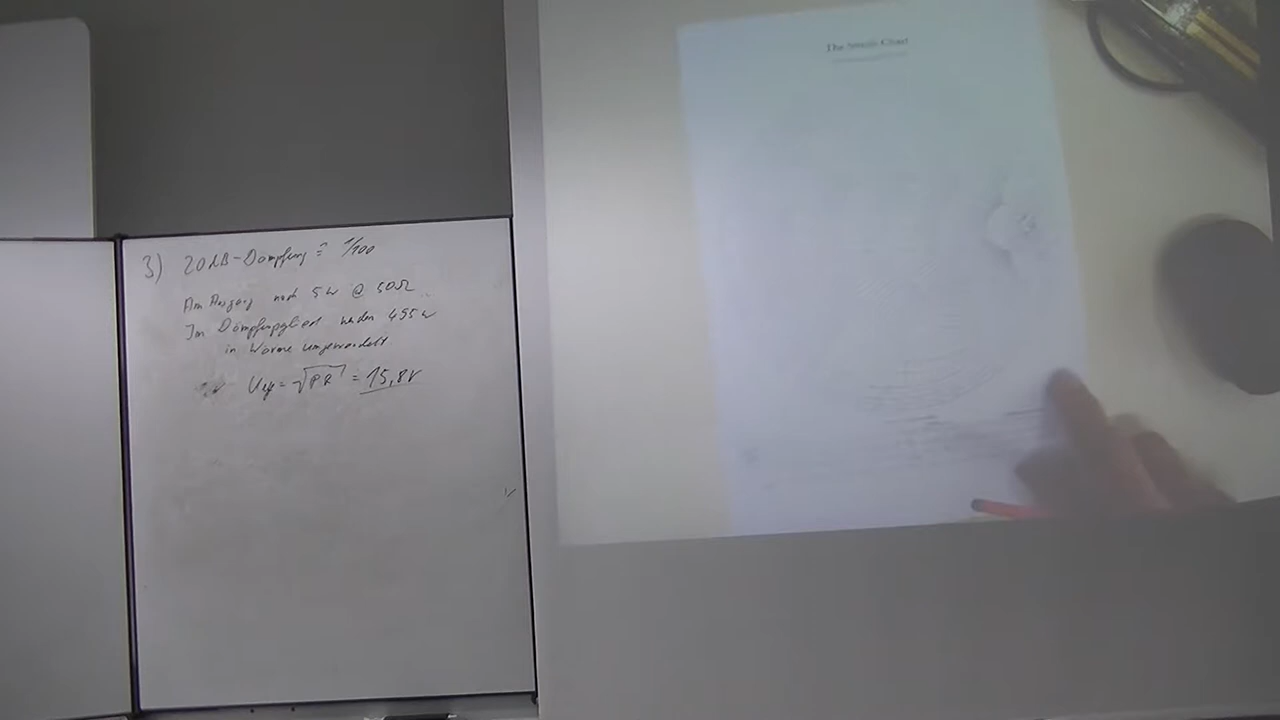 3) 20dB-Dämpfung ≙ 1/100
Am Ausgang noch 5W @ 50Ω
Im Dämpfungsglied werden 495W
in Wärme umgewandelt
Ueff = √PR = 15,8V
The Smith Chart